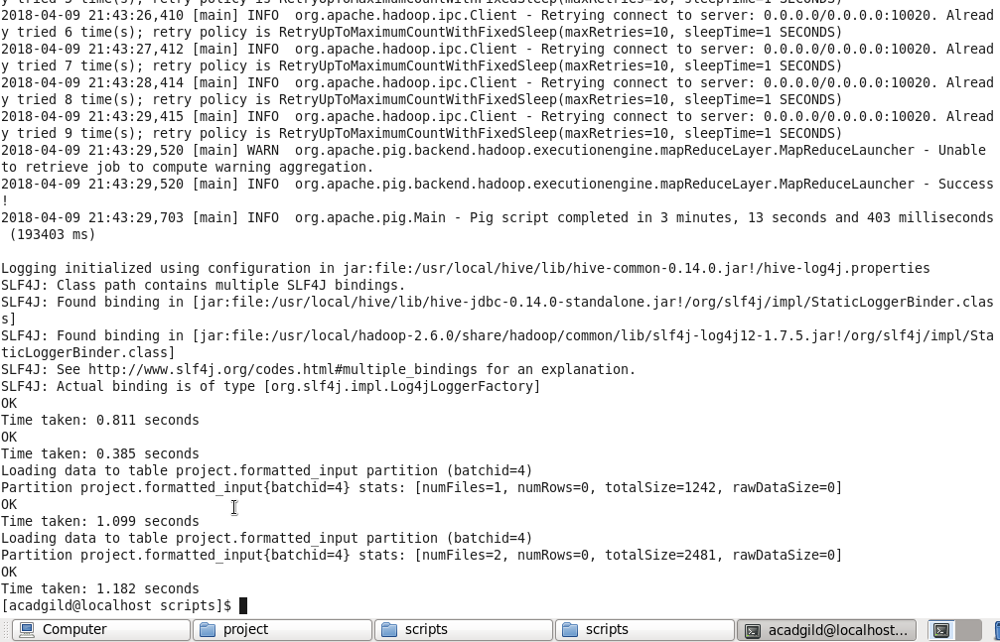 y tried 5 time(s); retry policy is RetryUpToMaximumCountWithFixedSleep(maxRetries=10, sleepTime=1 SECONDS)
2018-04-09 21:43:26,410 [main] INFO  org.apache.hadoop.ipc.Client - Retrying connect to server: 0.0.0.0/0.0.0.0:10020. Alread
y tried 6 time(s); retry policy is RetryUpToMaximumCountWithFixedSleep(maxRetries=10, sleepTime=1 SECONDS)
2018-04-09 21:43:27,412 [main] INFO  org.apache.hadoop.ipc.Client - Retrying connect to server: 0.0.0.0/0.0.0.0:10020. Alread
y tried 7 time(s); retry policy is RetryUpToMaximumCountWithFixedSleep(maxRetries=10, sleepTime=1 SECONDS)
2018-04-09 21:43:28,414 [main] INFO  org.apache.hadoop.ipc.Client - Retrying connect to server: 0.0.0.0/0.0.0.0:10020. Alread
y tried 8 time(s); retry policy is RetryUpToMaximumCountWithFixedSleep(maxRetries=10, sleepTime=1 SECONDS)
2018-04-09 21:43:29,415 [main] INFO  org.apache.hadoop.ipc.Client - Retrying connect to server: 0.0.0.0/0.0.0.0:10020. Alread
y tried 9 time(s); retry policy is RetryUpToMaximumCountWithFixedSleep(maxRetries=10, sleepTime=1 SECONDS)
2018-04-09 21:43:29,520 [main] WARN  org.apache.pig.backend.hadoop.executionengine.mapReduceLayer.MapReduceLauncher - Unable
to retrieve job to compute warning aggregation.
2018-04-09 21:43:29,520 [main] INFO  org.apache.pig.backend.hadoop.executionengine.mapReduceLayer.MapReduceLauncher - Success
!
2018-04-09 21:43:29,703 [main] INFO  org.apache.pig.Main - Pig script completed in 3 minutes, 13 seconds and 403 milliseconds
 (193403 ms)

Logging initialized using configuration in jar:file:/usr/local/hive/lib/hive-common-0.14.0.jar!/hive-log4j.properties
SLF4J: Class path contains multiple SLF4J bindings.
SLF4J: Found binding in [jar:file:/usr/local/hive/lib/hive-jdbc-0.14.0-standalone.jar!/org/slf4j/impl/StaticLoggerBinder.clas
s]
SLF4J: Found binding in [jar:file:/usr/local/hadoop-2.6.0/share/hadoop/common/lib/slf4j-log4j12-1.7.5.jar!/org/slf4j/impl/Sta
ticLoggerBinder.class]
SLF4J: See http://www.slf4j.org/codes.html#multiple_bindings for an explanation.
SLF4J: Actual binding is of type [org.slf4j.impl.Log4jLoggerFactory]
OK
Time taken: 0.811 seconds
OK
Time taken: 0.385 seconds
Loading data to table project.formatted_input partition (batchid=4)
Partition project.formatted_input{batchid=4} stats: [numFiles=1, numRows=0, totalSize=1242, rawDataSize=0]
OK
Time taken: 1.099 seconds
Loading data to table project.formatted_input partition (batchid=4)
Partition project.formatted_input{batchid=4} stats: [numFiles=2, numRows=0, totalSize=2481, rawDataSize=0]
OK
Time taken: 1.182 seconds
[acadgild@localhost scripts]$
Computer project scripts scripts acadgild@localhost...